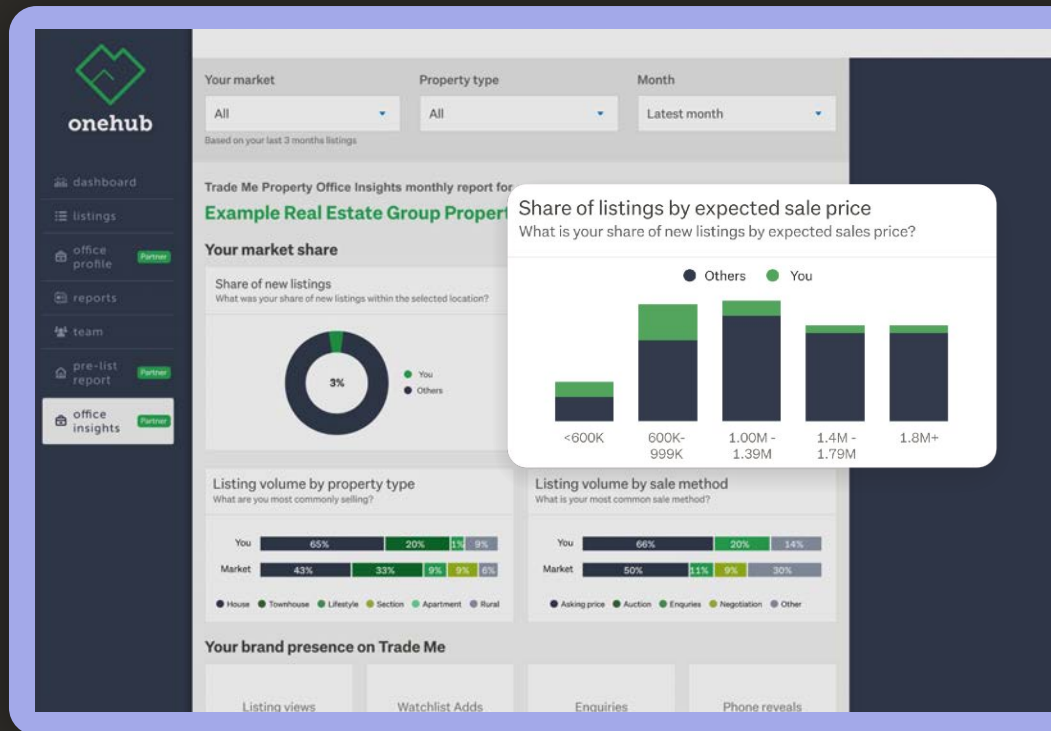 onehub
dashboard
listings
office
profile
Partner
reports
team
pre-list
report
Partner
office
insights
Partner
Your market
Property type
Month
All
All
Latest month
Based on your last 3 months listings
Trade Me Property Office Insights monthly report for
Example Real Estate Group Propert
Your market share
Share of new listings
What was your share of new listings within the selected location?
3%
You
Others
Share of listings by expected sale price
What is your share of new listings by expected sales price?
Others You
<600K
600K-
999K
1.00M -
1.39M
1.4M -
1.79M
1.8M+
Listing volume by property type
What are you most commonly selling?
You 65% 20% 1% 9%
Market 43% 33% 9% 9% 6%
House Townhouse Lifestyle Section Apartment Rural
Listing volume by sale method
What is your most common sale method?
You 66% 20% 14%
Market 50% 11% 9% 30%
Asking price Auction Enquries Negotiation Other
Your brand presence on Trade Me
Listing views
Watchlist Adds
Enquiries
Phone reveals